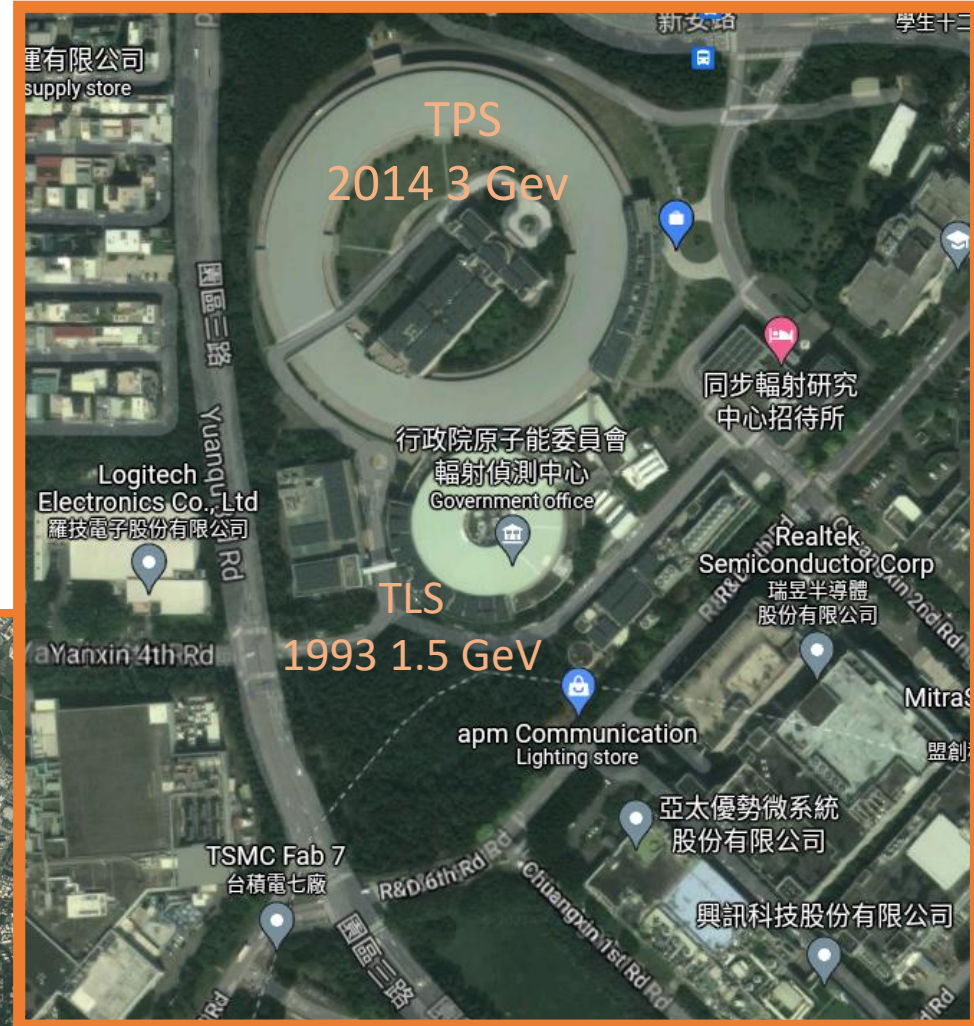 新安路
學生十二
運有限公司
supply store
TPS
2014 3 Gev
園區三路
同步輻射研究
中心招待所
Yuanqu
Rd
行政院原子能委員會
輻射偵測中心
Government office
Logitech
Electronics Co., Ltd
羅技電子股份有限公司
Realtek
Semiconductor Corp
瑞昱半導體
股份有限公司
Chuangxin 2nd Rd
TLS
1993 1.5 GeV
Yanxin 4th Rd
MitraS
盟創
apm Communication
Lighting store
亞太優勢微系統
股份有限公司
TSMC Fab 7
台積電七廠
R&D 6th Rd
Chuangxin 1st Rd
興訊科技股份有限公司
園區三路
Rd
Rd